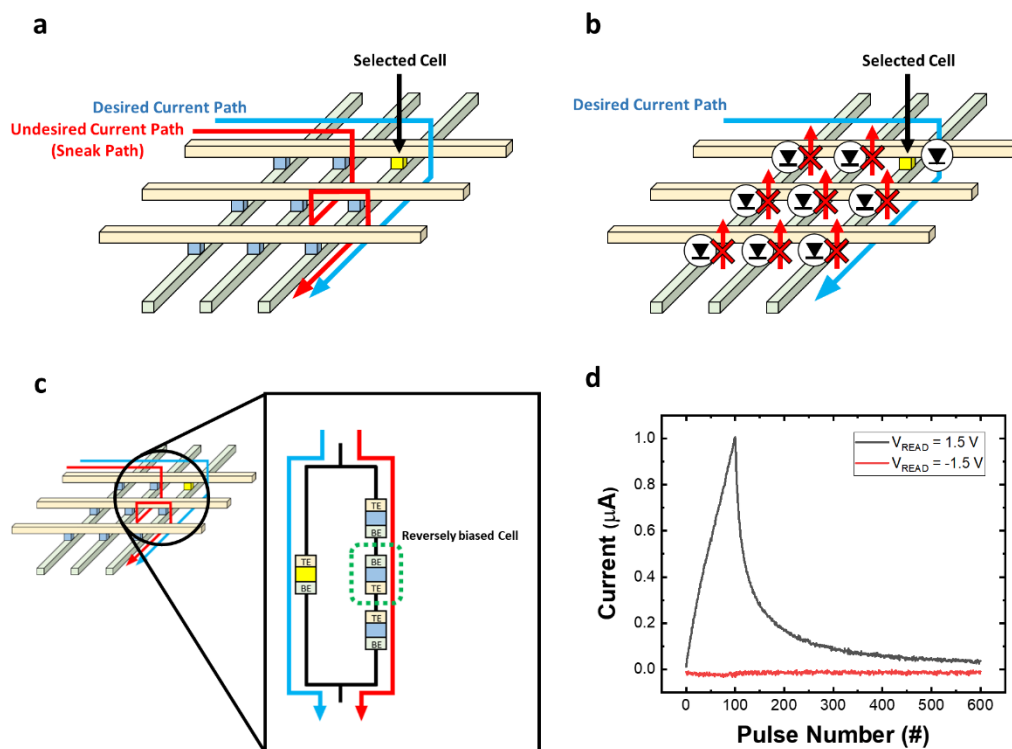 a
Selected Cell
Desired Current Path
Undesired Current Path
(Sneak Path)
b
Selected Cell
Desired Current Path
c
TE
BE
TE
BE
Reversely biased Cell
BE
TE
TE
BE
d
Current (μA)
1.0
0.8
0.6
0.4
0.2
0.0
V_READ = 1.5 V
V_READ = -1.5 V
0 100 200 300 400 500 600
Pulse Number (#)